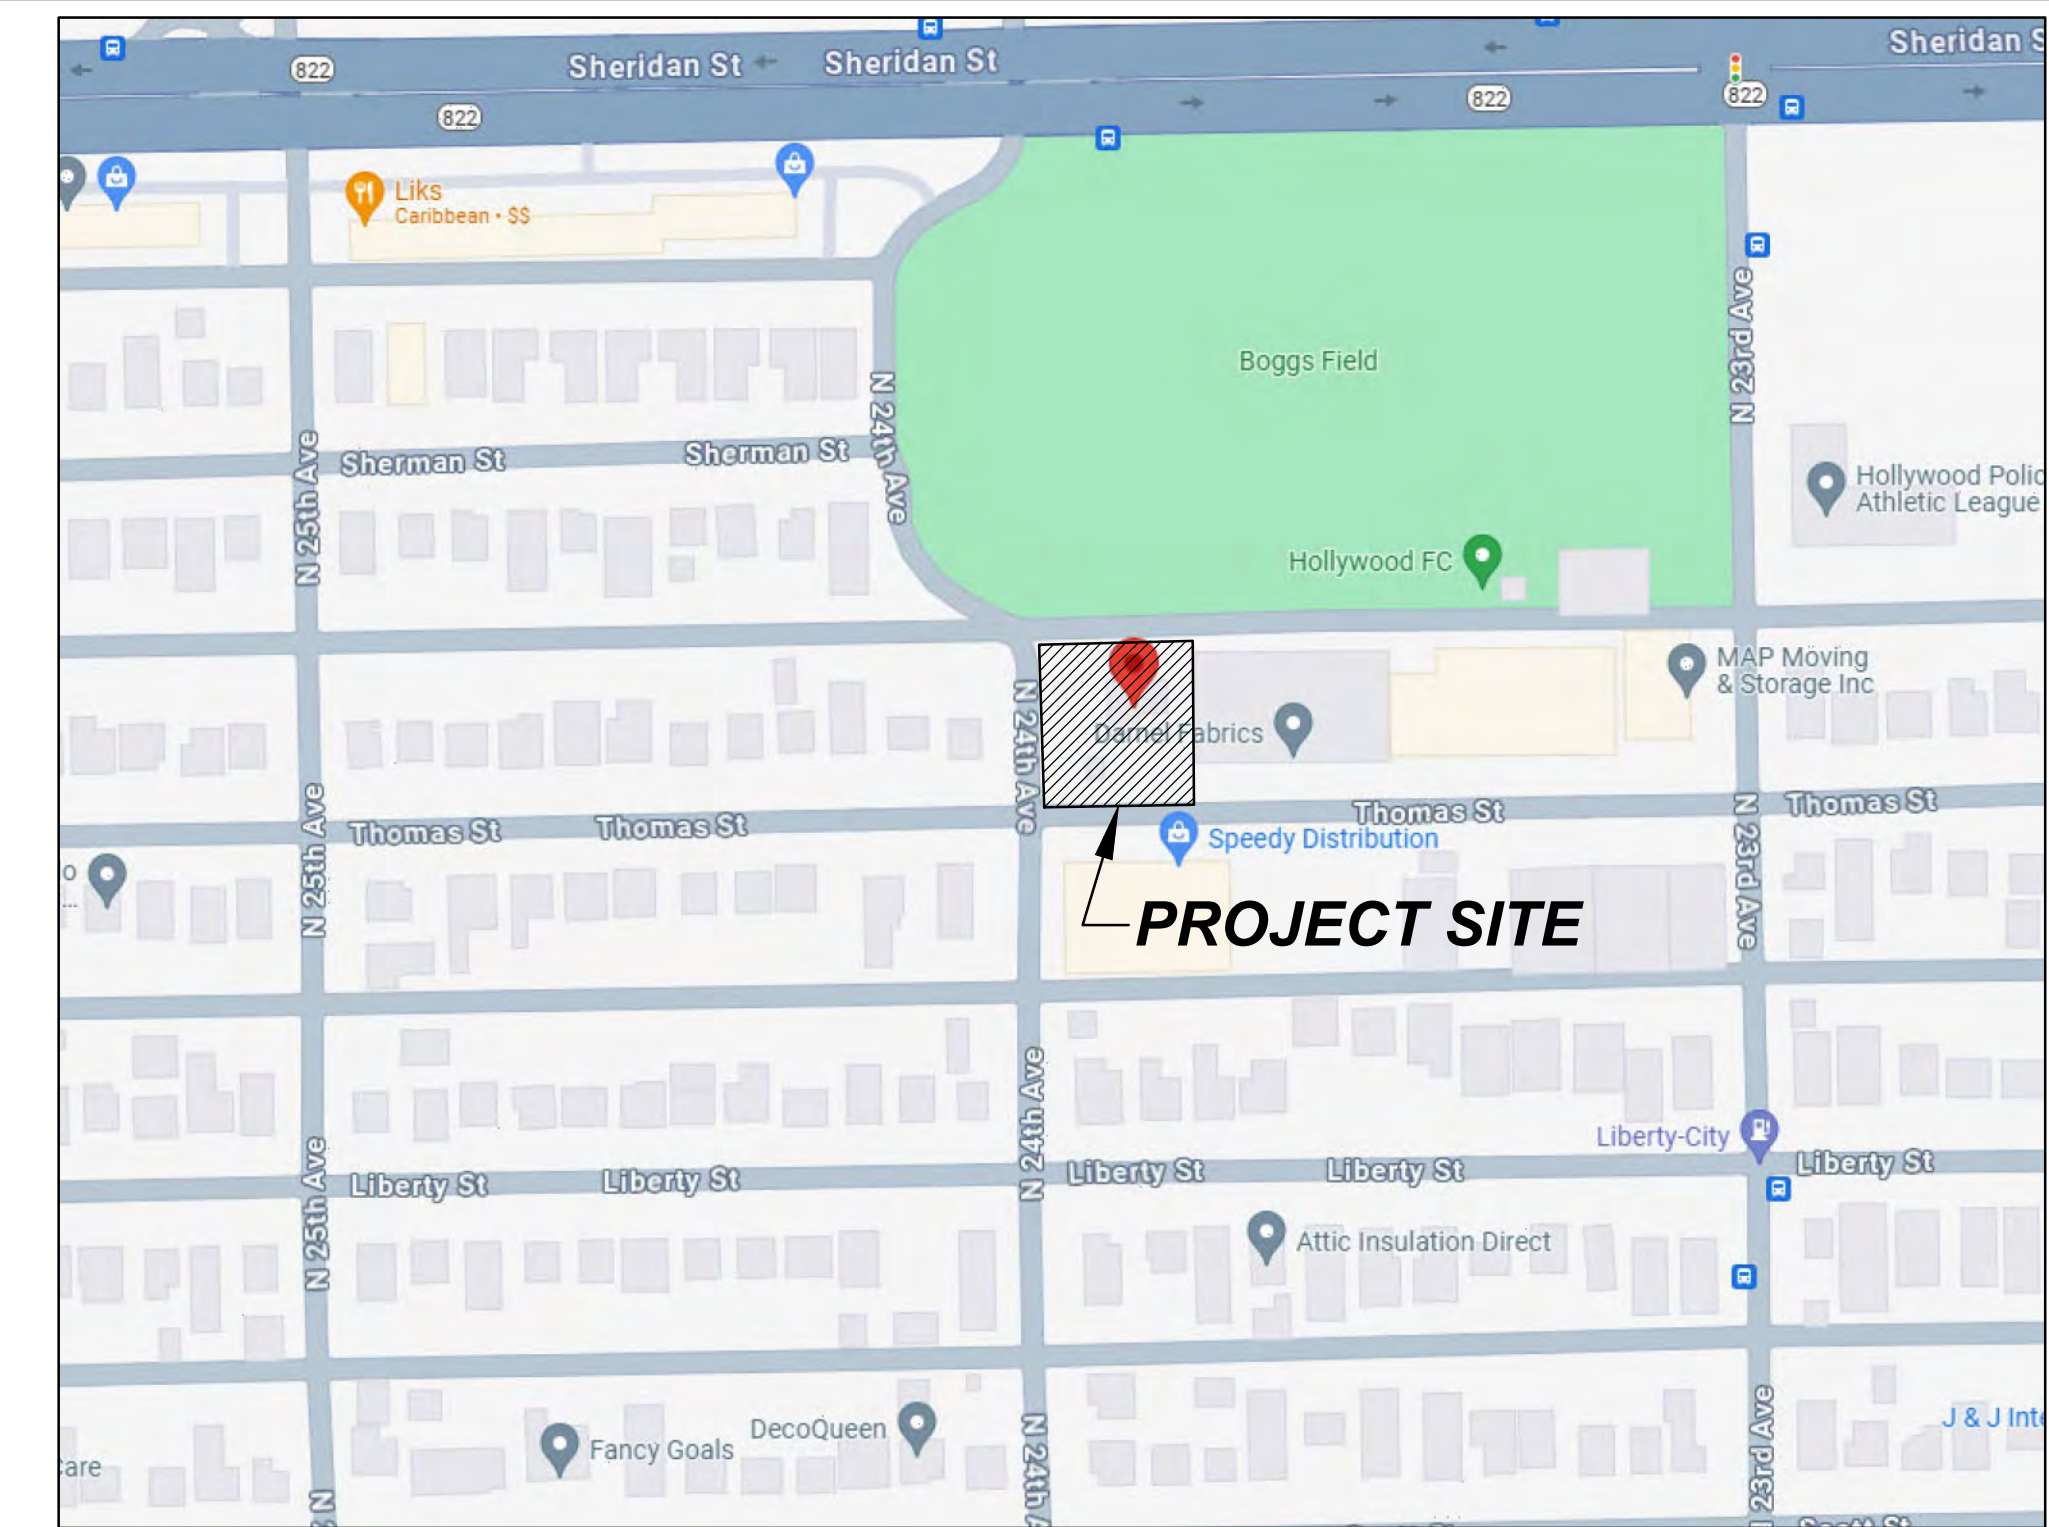 Sheridan St
Sheridan St
Sheridan S
822
822
822
822
Liks
Caribbean • $$
Boggs Field
N 23rd Ave
N 24th Ave
N 25th Ave
Sherman St
Sherman St
Hollywood Polic
Athletic League
Hollywood FC
MAP Moving
& Storage Inc
N 24th Ave
Darnel Fabrics
N 25th Ave
Thomas St
Thomas St
Thomas St
Thomas St
N 23rd Ave
Speedy Distribution
o
...
PROJECT SITE
N 24th Ave
Liberty-City
N 25th Ave
Liberty St
Liberty St
Liberty St
Liberty St
Liberty St
Attic Insulation Direct
N 23rd Ave
N 24th A
DecoQueen
Fancy Goals
J & J Inte
Care
N